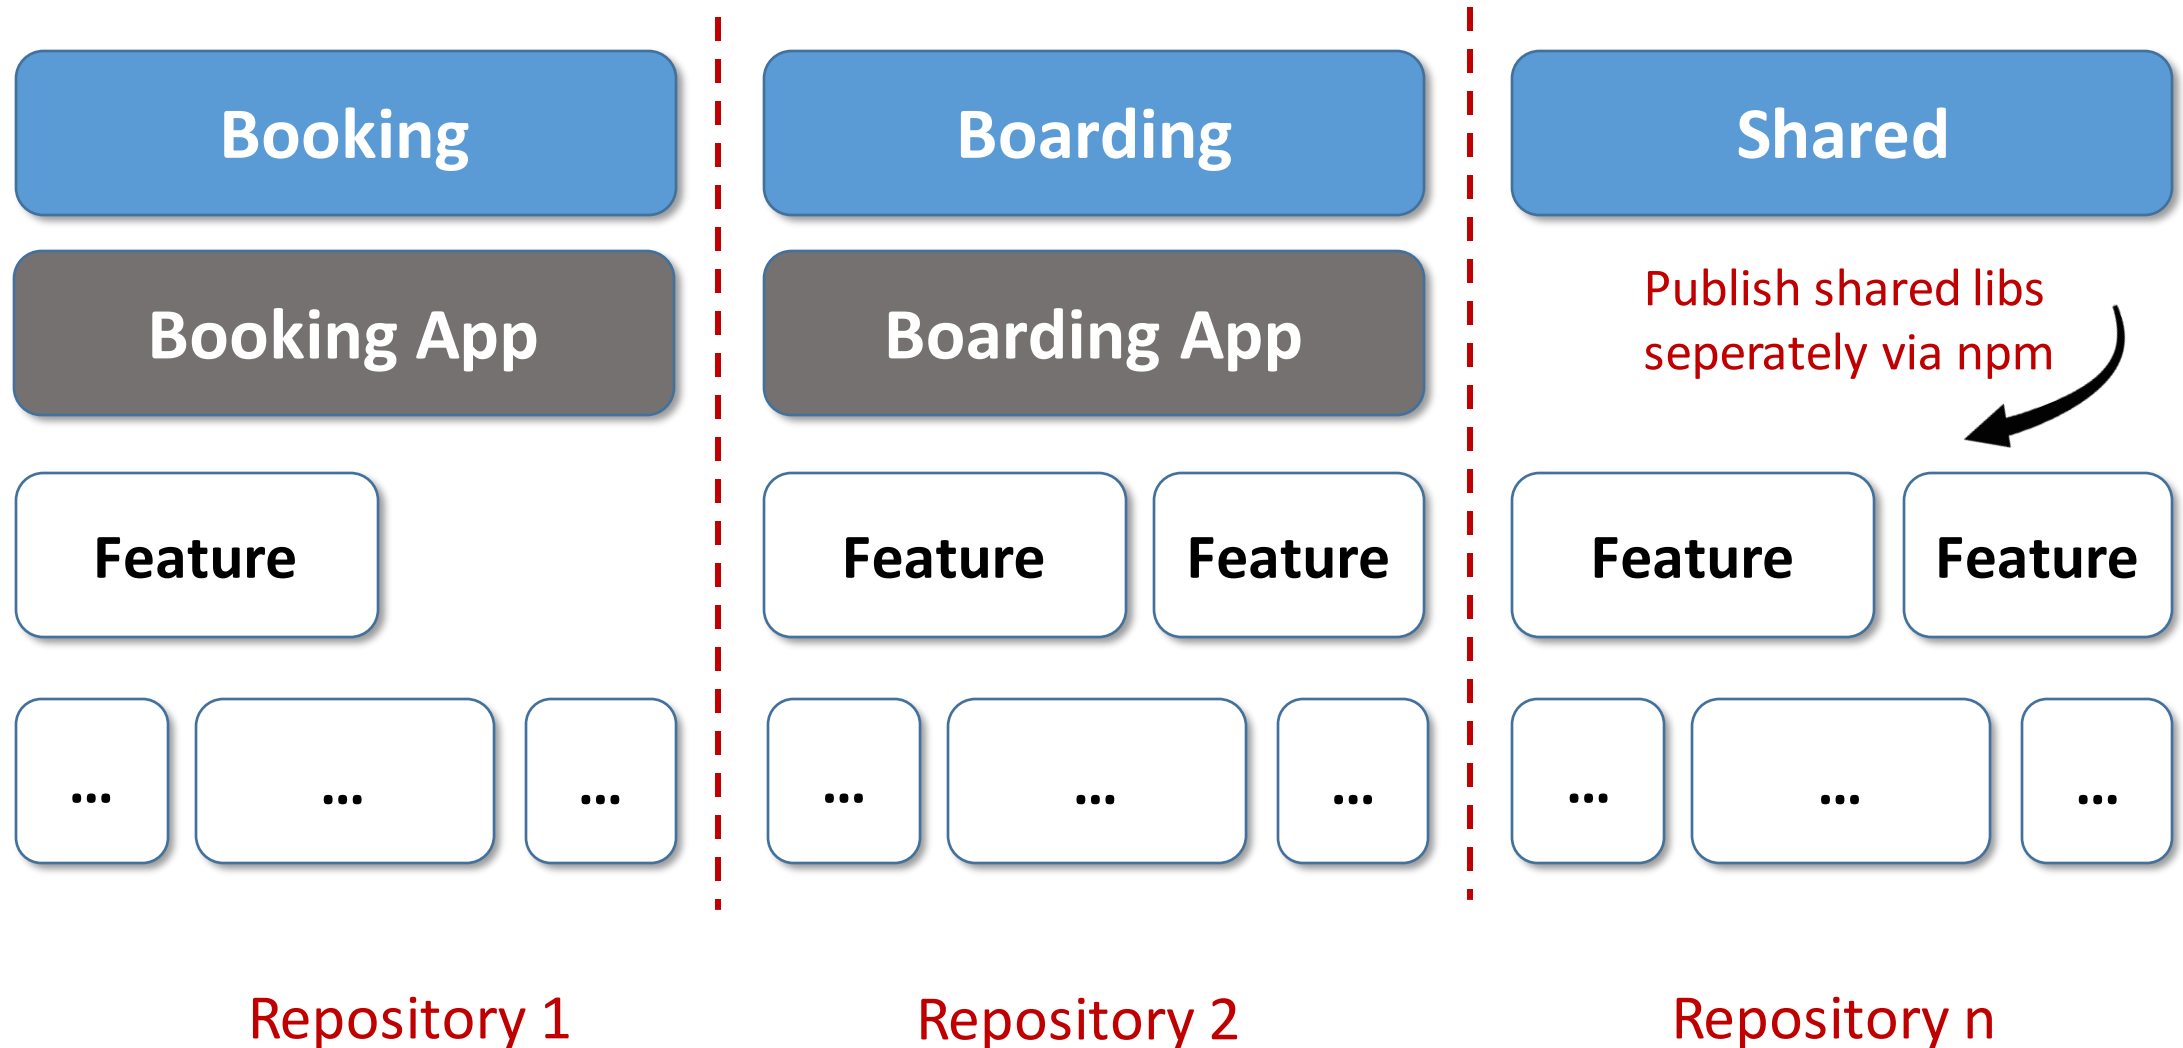 Booking
Boarding
Shared
Booking App
Boarding App
Publish shared libs
seperately via npm
Feature
Feature
Feature
Feature
Feature
...
...
...
...
...
...
...
...
...
Repository 1
Repository 2
Repository n